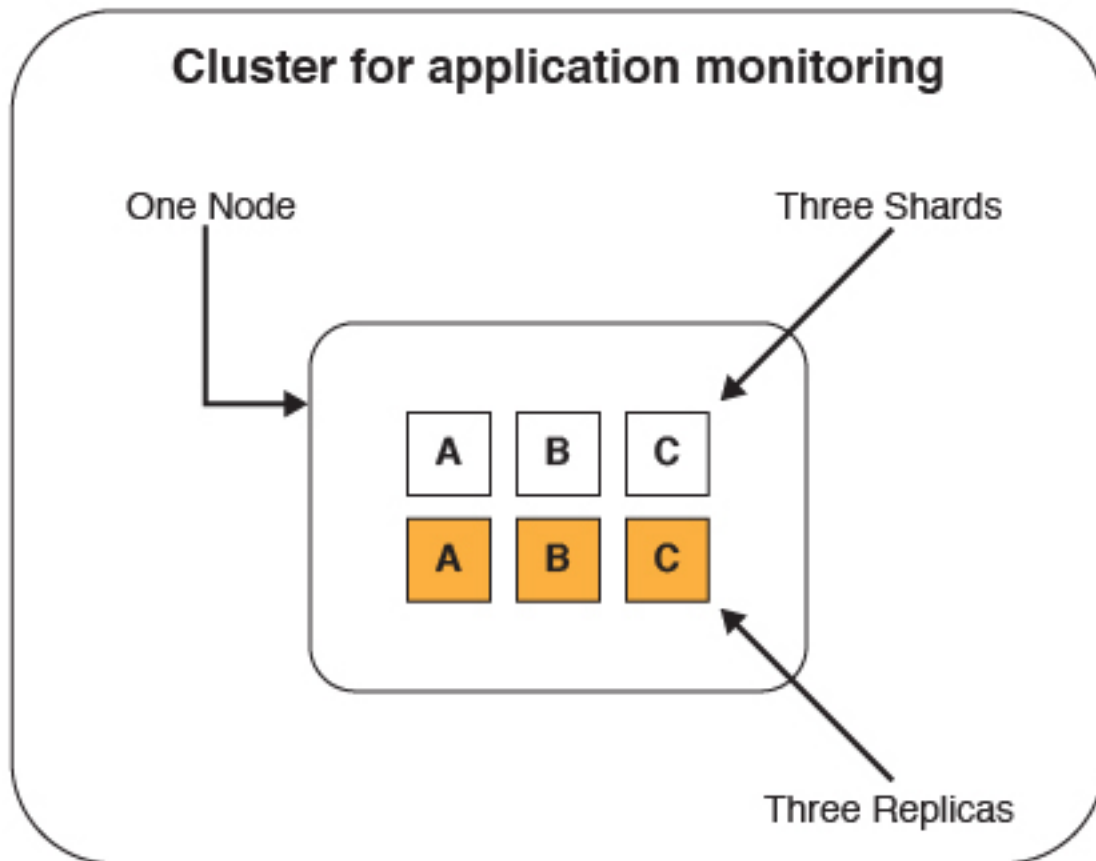 Cluster for application monitoring
One Node
Three Shards
A B C
A B C
Three Replicas